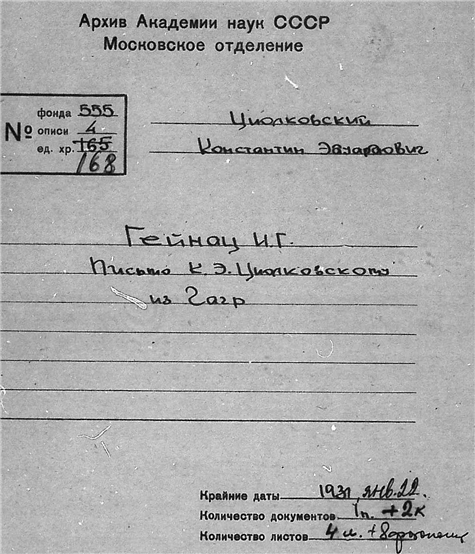 Архив Академии наук СССР
Московское отделение
№
фонда 555
описи 4
ед. хр. 165
168
Циолковский
Константин Эдуардович
Гейнац И.Г.
Письмо К.Э. Циолковскому
из Гагр
Крайние даты 1931, янв. 22.
Количество документов 1п. + 2к
Количество листов 4 л. + 8